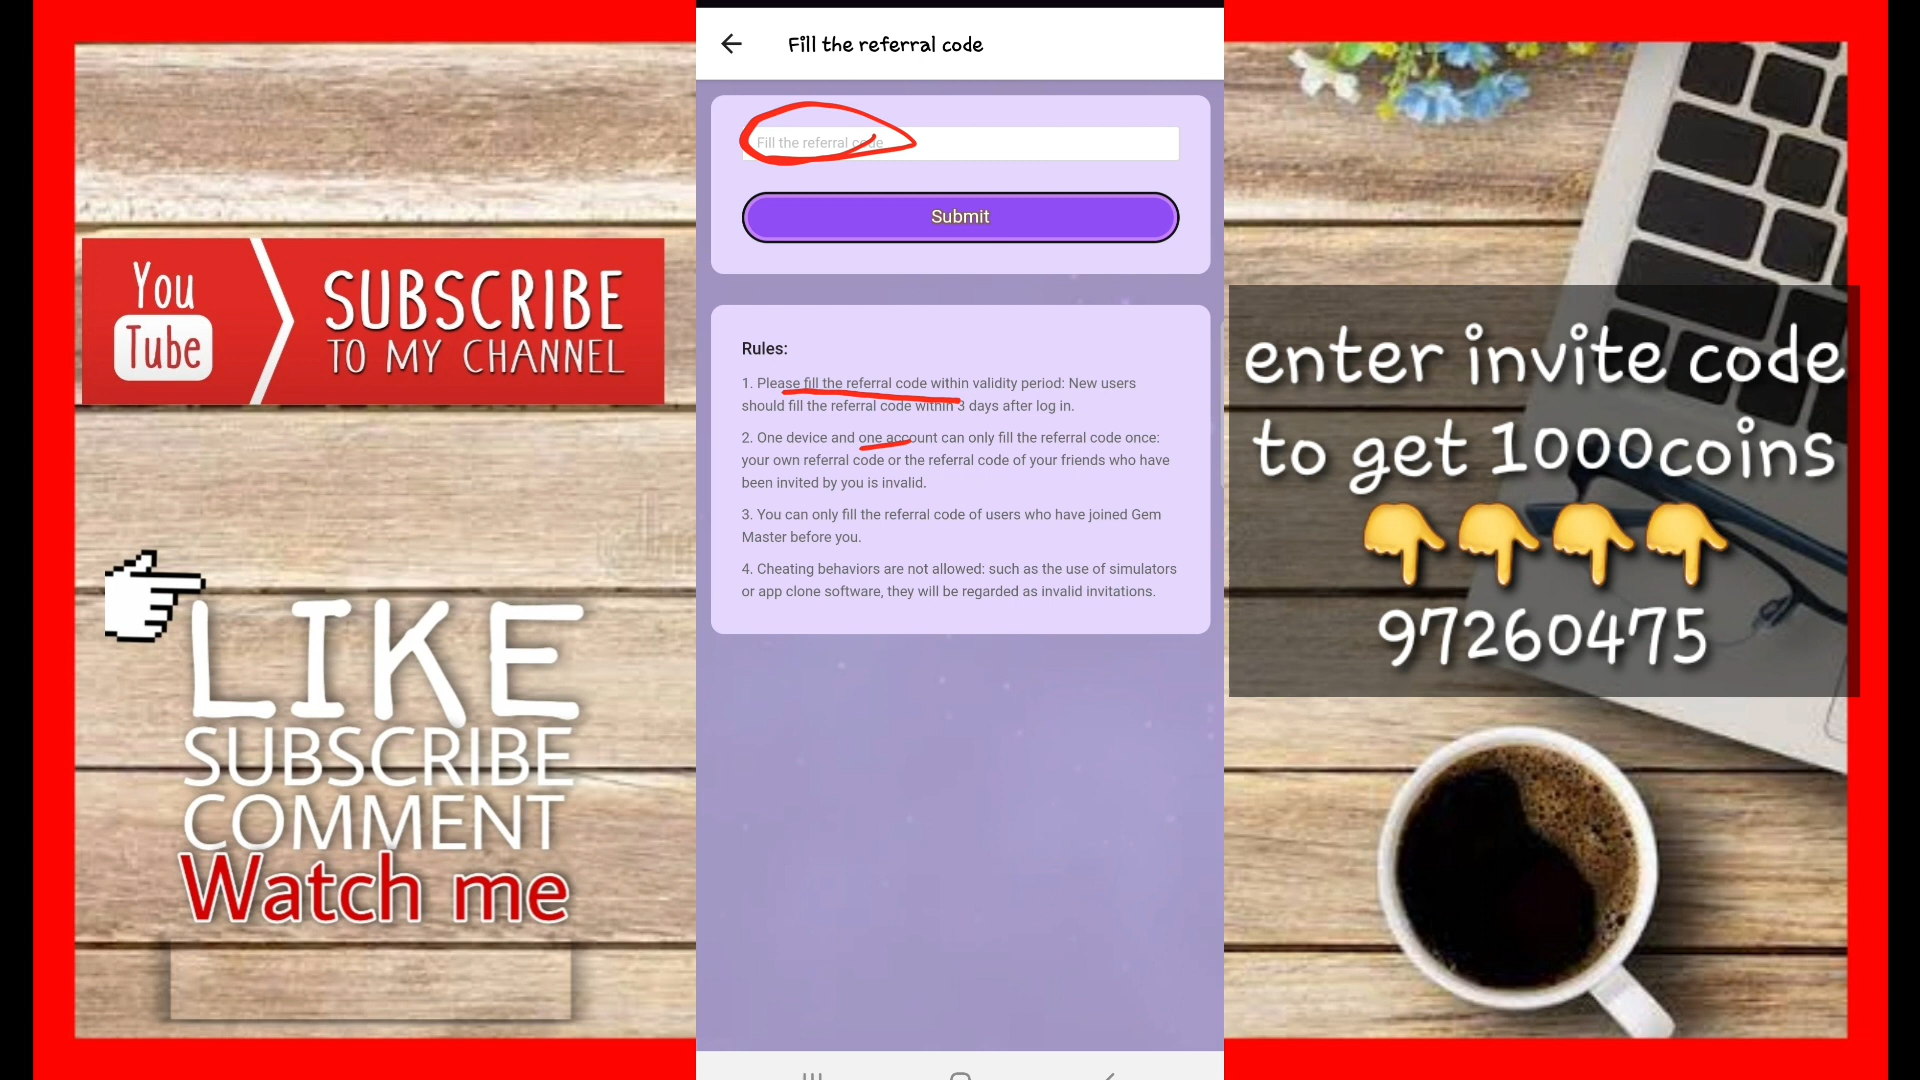 Fill the referral code
Fill the referral code
Submit
Rules:
1. Please fill the referral code within validity period: New users
should fill the referral code within 3 days after log in.
2. One device and one account can only fill the referral code once:
your own referral code or the referral code of your friends who have
been invited by you is invalid.
3. You can only fill the referral code of users who have joined Gem
Master before you.
4. Cheating behaviors are not allowed: such as the use of simulators
or app clone software, they will be regarded as invalid invitations.
You
Tube
SUBSCRIBE
TO MY CHANNEL
LIKE
SUBSCRIBE
COMMENT
Watch me
enter invite code
to get 1000coins
👇👇👇👇
97260475